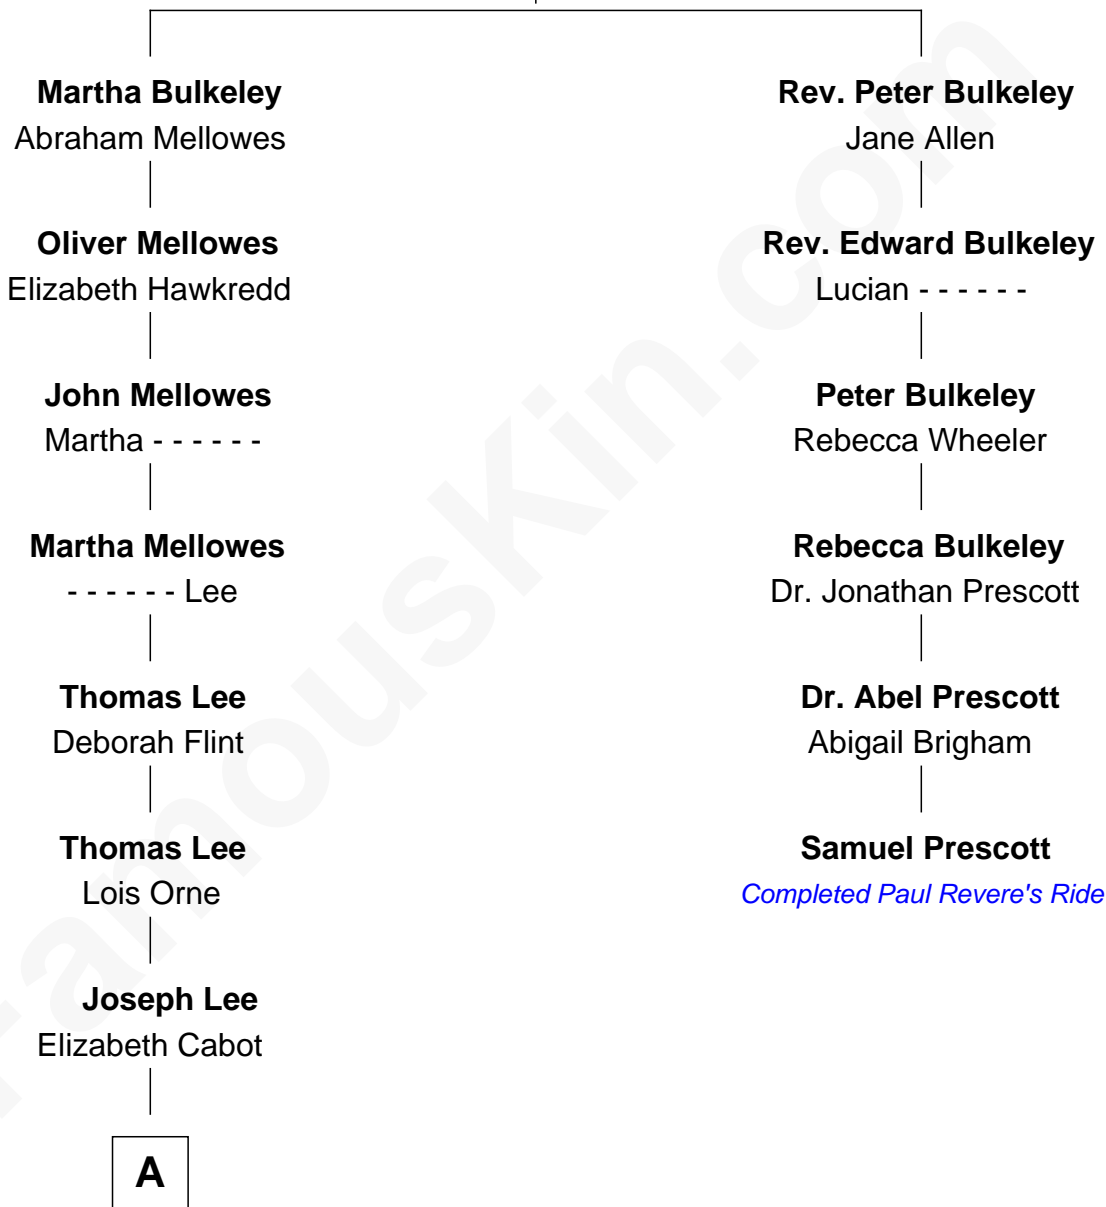 Martha Bulkeley
Abraham Mellowes
Oliver Mellowes
Elizabeth Hawkredd
John Mellowes
Martha - - - - - -
Martha Mellowes
- - - - - - Lee
Thomas Lee
Deborah Flint
Thomas Lee
Lois Orne
Joseph Lee
Elizabeth Cabot
A
Rev. Peter Bulkeley
Jane Allen
Rev. Edward Bulkeley
Lucian - - - - - -
Peter Bulkeley
Rebecca Wheeler
Rebecca Bulkeley
Dr. Jonathan Prescott
Dr. Abel Prescott
Abigail Brigham
Samuel Prescott
Completed Paul Revere's Ride
FamousKin.com